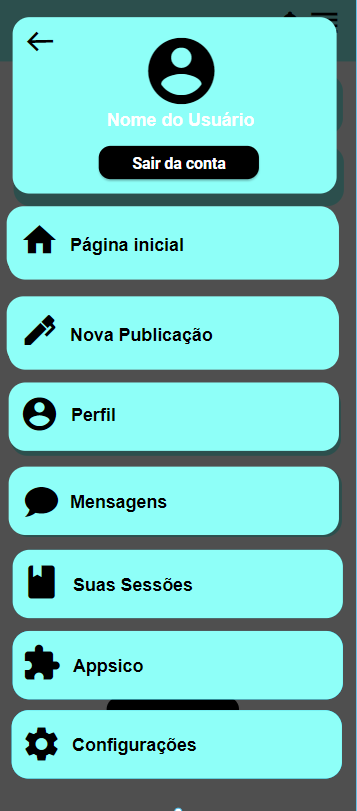 Nome do Usuário
Sair da conta
Página inicial
Nova Publicação
Perfil
Mensagens
Suas Sessões
Appsico
Configurações